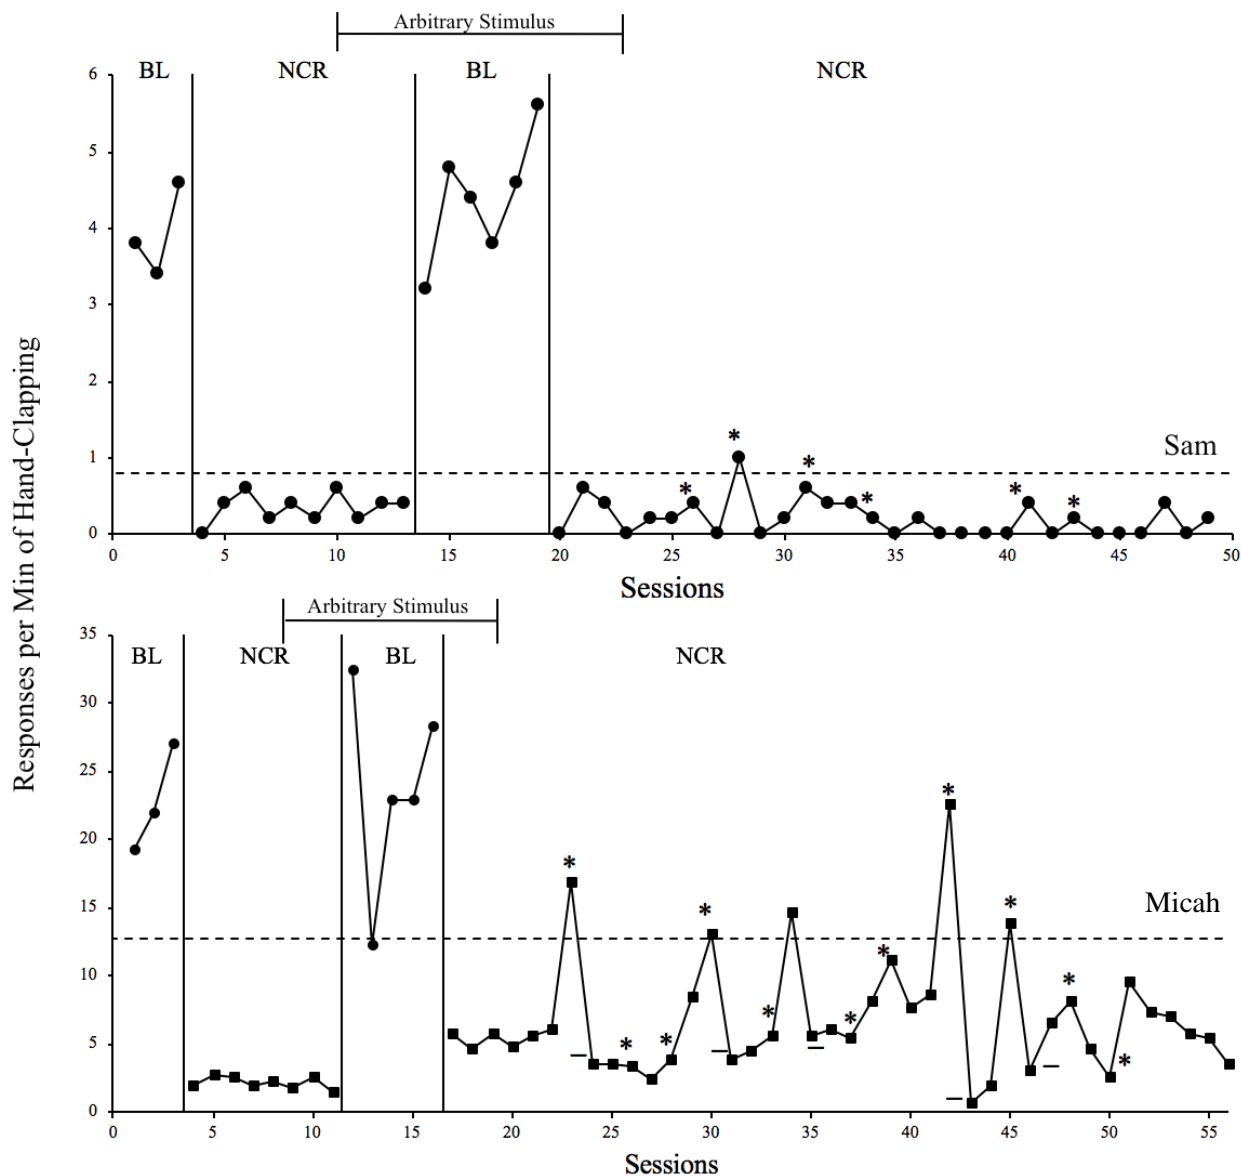 Arbitrary Stimulus
BL NCR BL NCR
6
5
4
3
2
1
0
* * * * * *
Sam
0 5 10 15 20 25 30 35 40 45 50
Sessions
Responses per Min of Hand-Clapping
Arbitrary Stimulus
BL NCR BL NCR
35
30
25
20
15
10
5
0
* * * * * * * * * *
Micah
0 5 10 15 20 25 30 35 40 45 50 55
Sessions